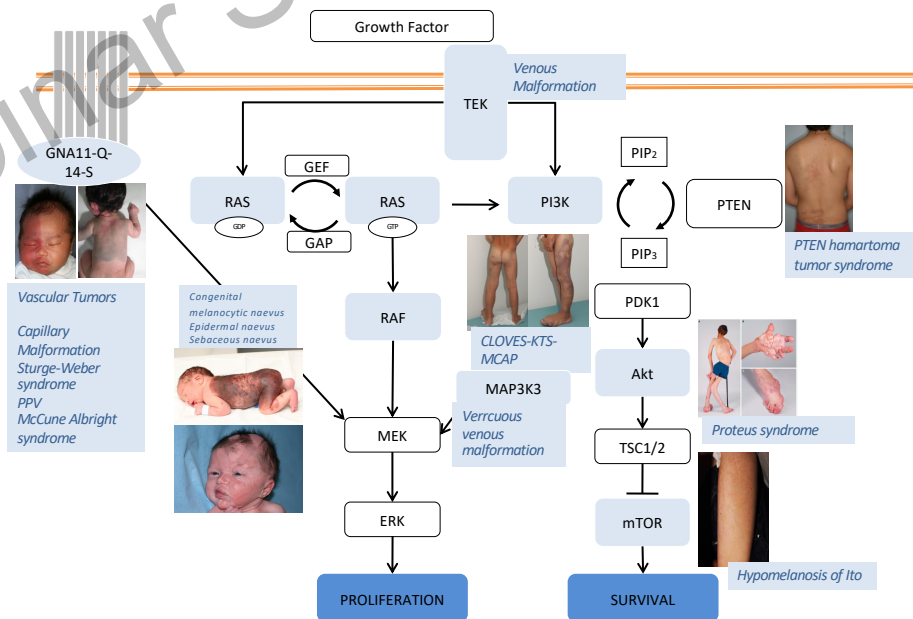 Growth Factor
Venous
Malformation
TEK
GNA11-Q-
14-S
GEF
RAS
GDP
RAS
GTP
GAP
PI3K
PIP2
PIP3
PTEN
PTEN hamartoma
tumor syndrome
Vascular Tumors
Capillary
Malformation
Sturge-Weber
syndrome
PPV
McCune Albright
syndrome
Congenital
melanocytic naevus
Epidermal naevus
Sebaceous naevus
RAF
CLOVES-KTS-
MCAP
MAP3K3
Verrcuous
venous
malformation
MEK
ERK
PROLIFERATION
PDK1
Akt
Proteus syndrome
TSC1/2
mTOR
Hypomelanosis of Ito
SURVIVAL